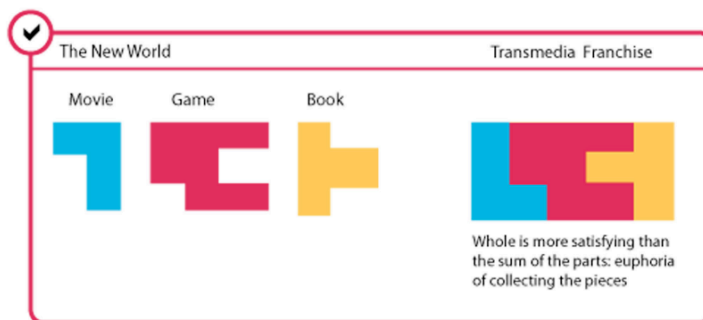 The New World
Transmedia Franchise
Movie
Game
Book
Whole is more satisfying than
the sum of the parts: euphoria
of collecting the pieces